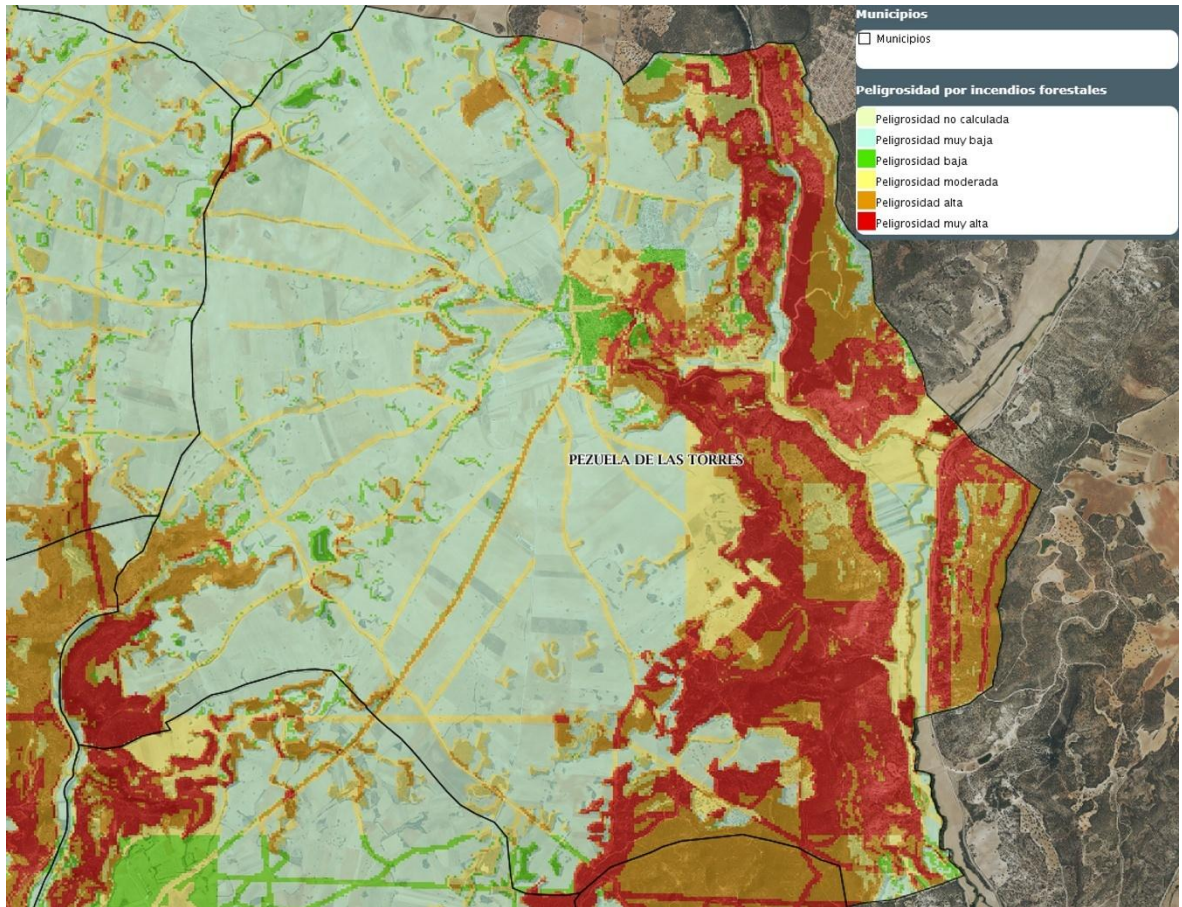 Municipios
Municipios
Peligrosidad por incendios forestales
Peligrosidad no calculada
Peligrosidad muy baja
Peligrosidad baja
Peligrosidad moderada
Peligrosidad alta
Peligrosidad muy alta
PEZUELA DE LAS TORRES